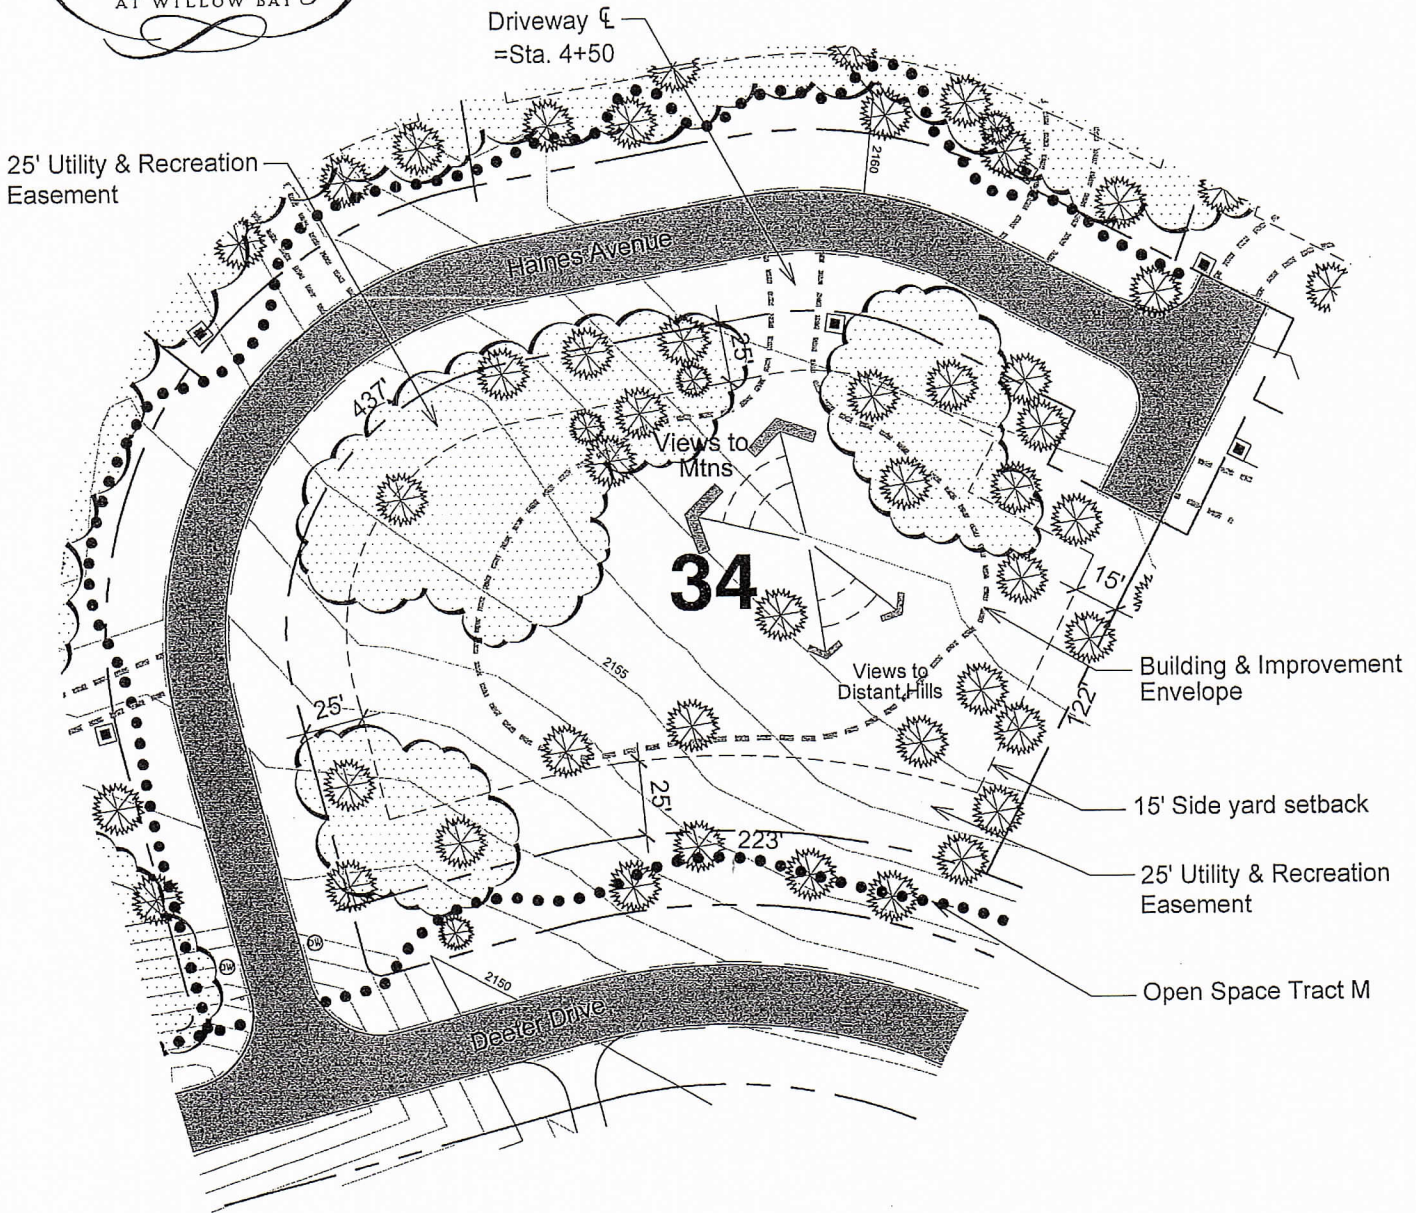 AT WILLOW BAY
Driveway ℄
=Sta. 4+50
25' Utility & Recreation
Easement
2160
Haines Avenue
25'
437'
Views to
Mtns
34
15'
2155
Views to
Distant Hills
Building & Improvement
Envelope
122'
25'
25'
15' Side yard setback
223'
25' Utility & Recreation
Easement
DW
DW
2150
Open Space Tract M
Deeter Drive